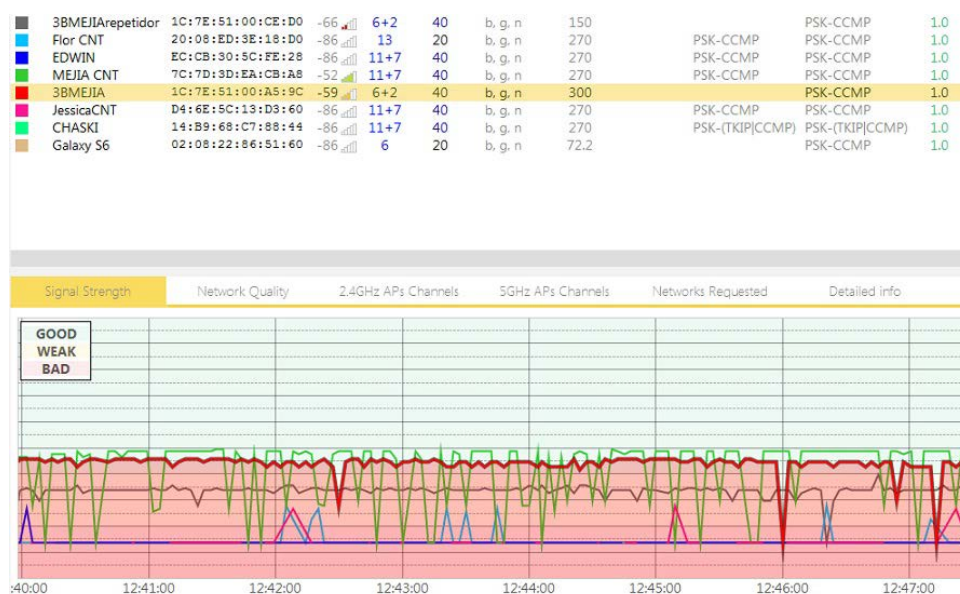 3BMEJIArepetidor 1C:7E:51:00:CE:D0 -66 6+2 40 b, g, n 150 PSK-CCMP 1.0
Flor CNT 20:08:ED:3E:18:D0 -86 13 20 b, g, n 270 PSK-CCMP PSK-CCMP 1.0
EDWIN EC:CB:30:5C:FE:28 -86 11+7 40 b, g, n 270 PSK-CCMP PSK-CCMP 1.0
MEJIA CNT 7C:7D:3D:EA:CB:A8 -52 11+7 40 b, g, n 270 PSK-CCMP PSK-CCMP 1.0
3BMEJIA 1C:7E:51:00:A5:9C -59 6+2 40 b, g, n 300 PSK-CCMP 1.0
JessicaCNT D4:6E:5C:13:D3:60 -86 11+7 40 b, g, n 270 PSK-CCMP PSK-CCMP 1.0
CHASKI 14:B9:68:C7:88:44 -86 11+7 40 b, g, n 270 PSK-(TKIP|CCMP) PSK-(TKIP|CCMP) 1.0
Galaxy S6 02:08:22:86:51:60 -86 6 20 b, g, n 72.2 PSK-CCMP 1.0
Signal Strength Network Quality 2.4GHz APs Channels 5GHz APs Channels Networks Requested Detailed info
GOOD
WEAK
BAD
:40:00 12:41:00 12:42:00 12:43:00 12:44:00 12:45:00 12:46:00 12:47:00